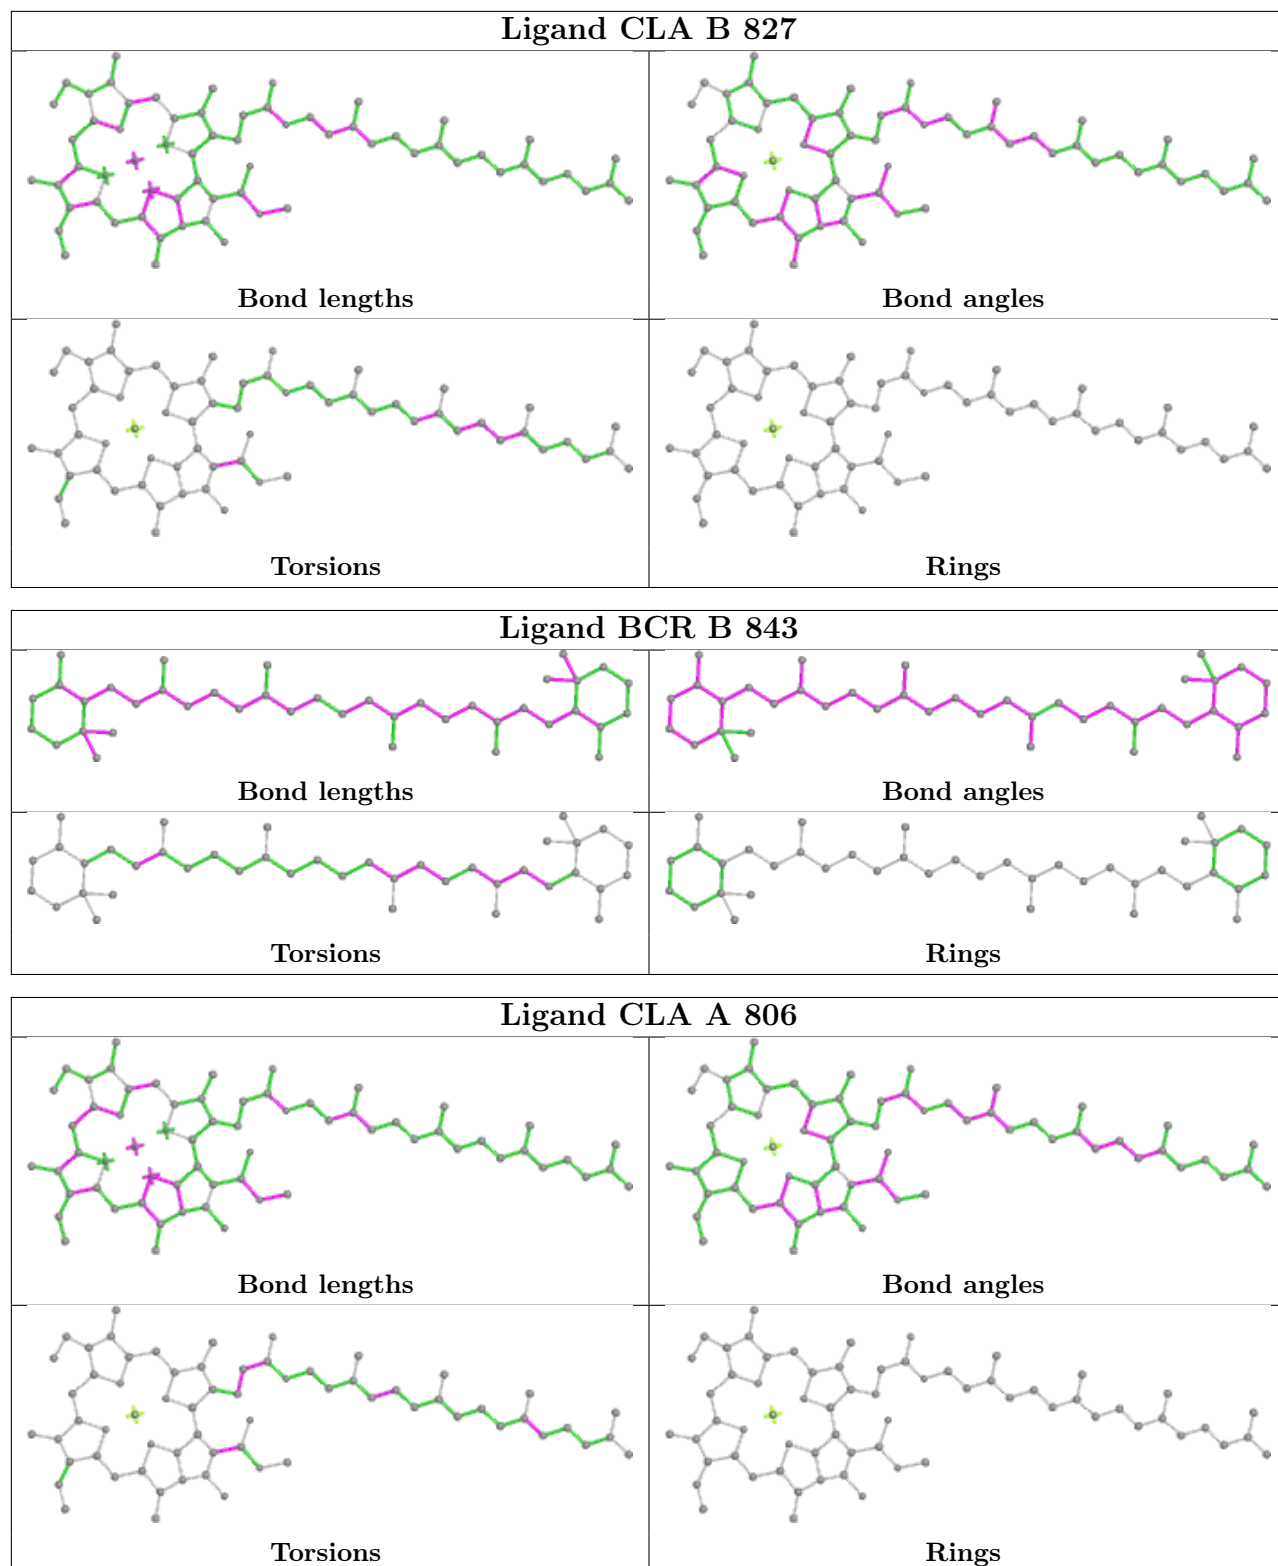 Ligand CLA B 827
Bond lengths
Bond angles
Torsions
Rings
Ligand BCR B 843
Bond lengths
Bond angles
Torsions
Rings
Ligand CLA A 806
Bond lengths
Bond angles
Torsions
Rings